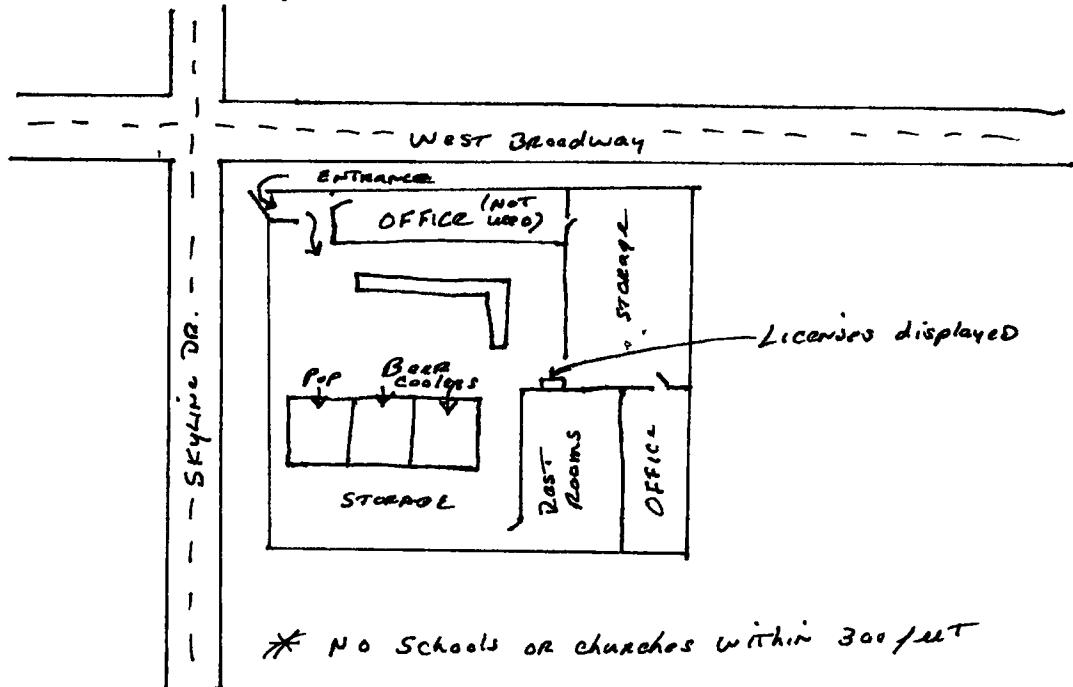 WEST Broadway
ENTRANCE
OFFICE (NOT used)
STORAGE
SKYLINE DR.
Licenses displayed
POP
Beer coolers
REST ROOMS
OFFICE
STORAGE
* NO Schools OR churches within 300 feet